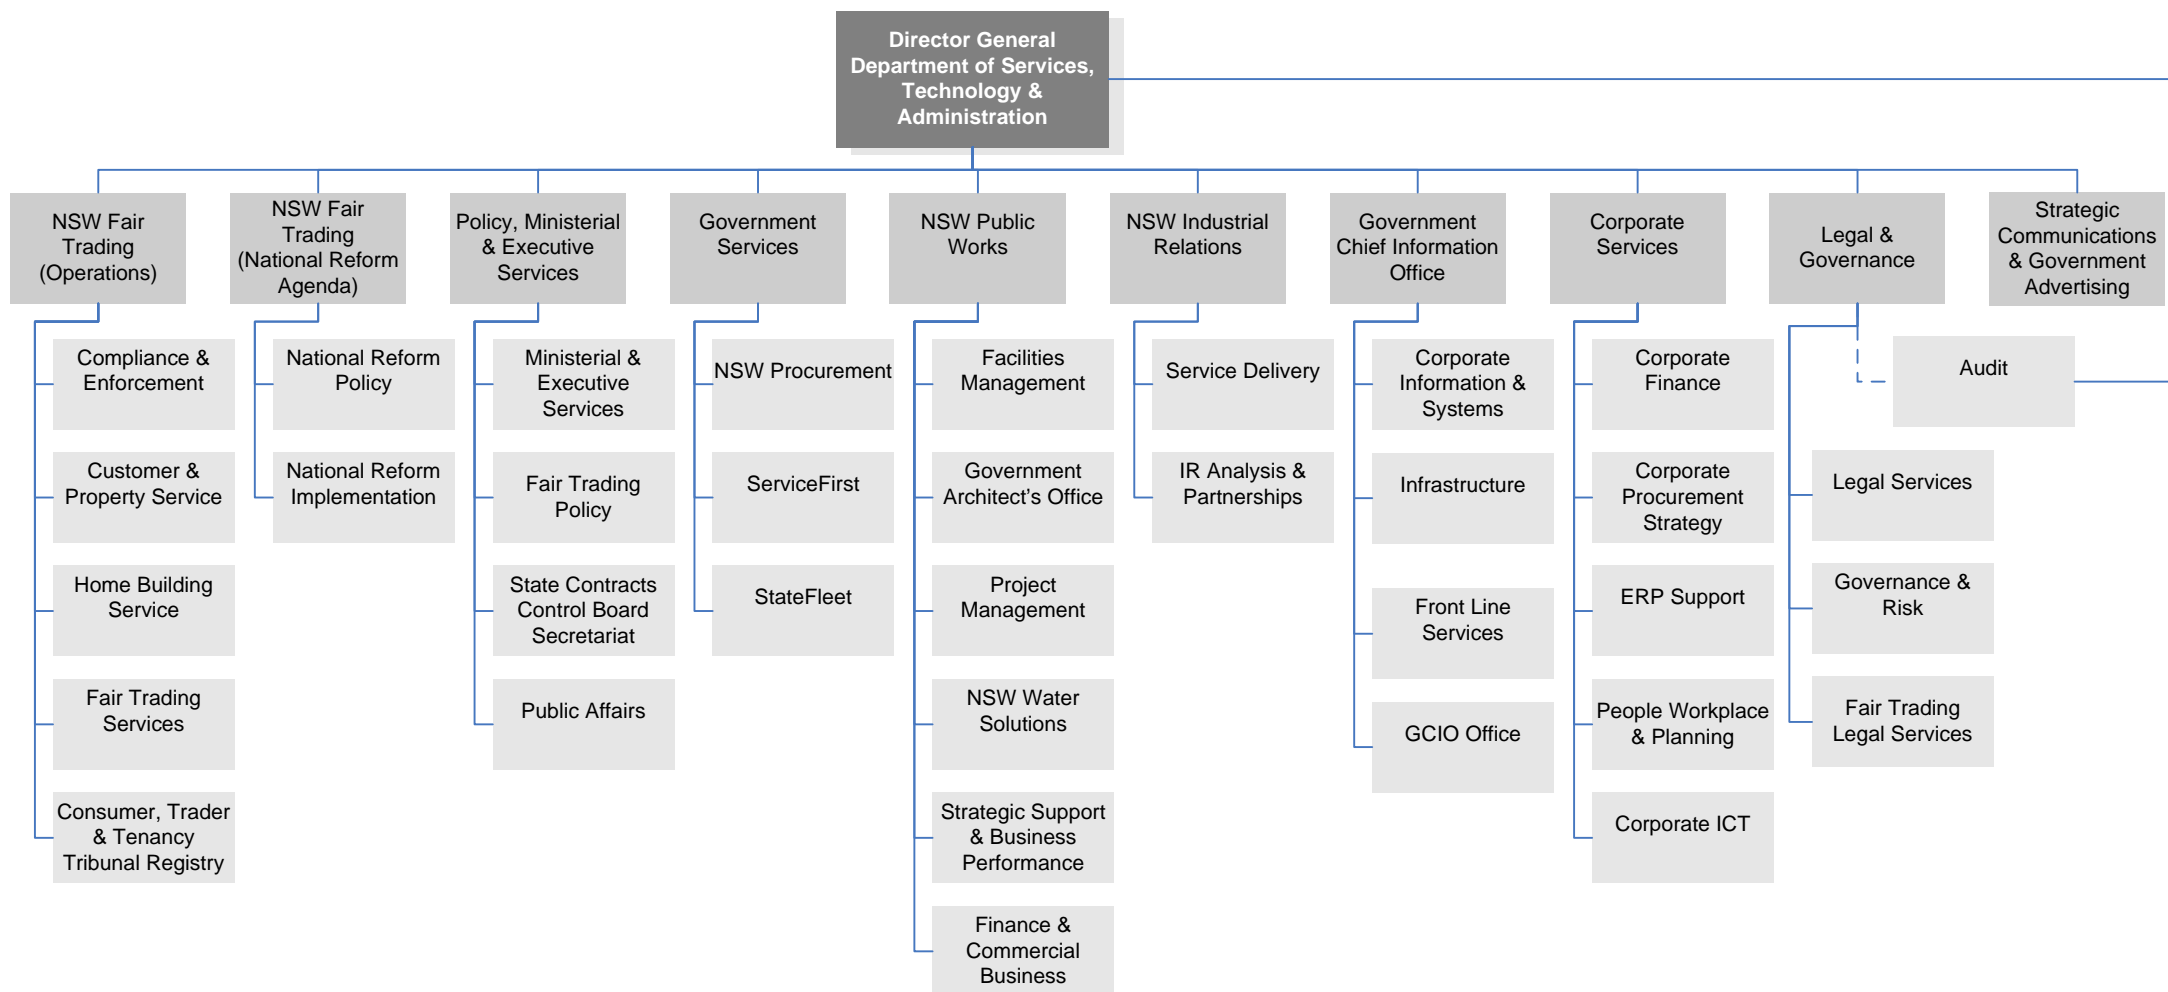 Director General
Department of Services,
Technology &
Administration
NSW Fair
Trading
(Operations)
NSW Fair
Trading
(National Reform
Agenda)
Policy, Ministerial
& Executive
Services
Government
Services
NSW Public
Works
NSW Industrial
Relations
Government
Chief Information
Office
Corporate
Services
Legal &
Governance
Strategic
Communications
& Government
Advertising
Compliance &
Enforcement
Customer &
Property Service
Home Building
Service
Fair Trading
Services
Consumer, Trader
& Tenancy
Tribunal Registry
National Reform
Policy
National Reform
Implementation
Ministerial &
Executive
Services
Fair Trading
Policy
State Contracts
Control Board
Secretariat
Public Affairs
NSW Procurement
ServiceFirst
StateFleet
Facilities
Management
Government
Architect's Office
Project
Management
NSW Water
Solutions
Strategic Support
& Business
Performance
Finance &
Commercial
Business
Service Delivery
IR Analysis &
Partnerships
Corporate
Information &
Systems
Infrastructure
Front Line
Services
GCIO Office
Corporate
Finance
Corporate
Procurement
Strategy
ERP Support
People Workplace
& Planning
Corporate ICT
Audit
Legal Services
Governance &
Risk
Fair Trading
Legal Services